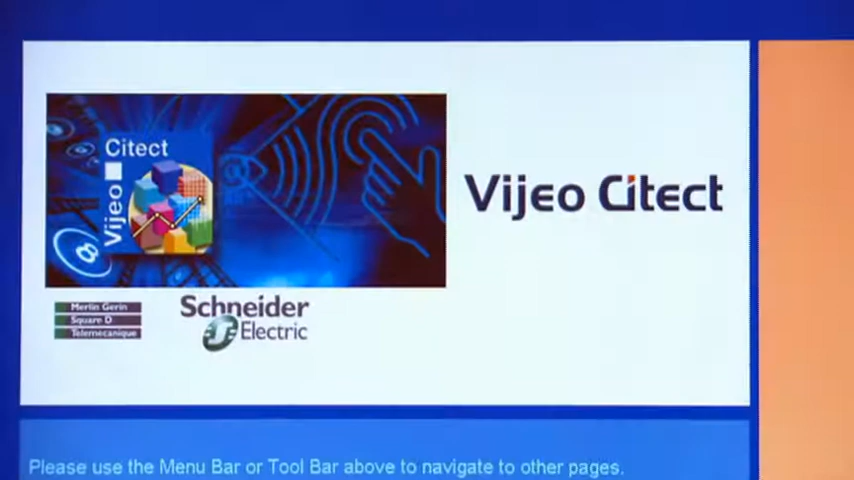 Citect
Vijeo
8
Vijeo Citect
Merlin Gerin
Square D
Telemecanique
Schneider
Electric
Please use the Menu Bar or Tool Bar above to navigate to other pages.